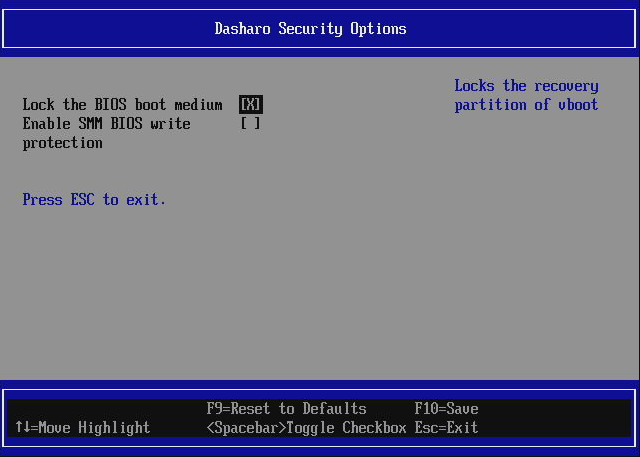 Dasharo Security Options
Locks the recovery
Lock the BIOS boot medium [X] partition of vboot
Enable SMM BIOS write [ ]
protection
Press ESC to exit.
F9=Reset to Defaults F10=Save
↑↓=Move Highlight <Spacebar>Toggle Checkbox Esc=Exit